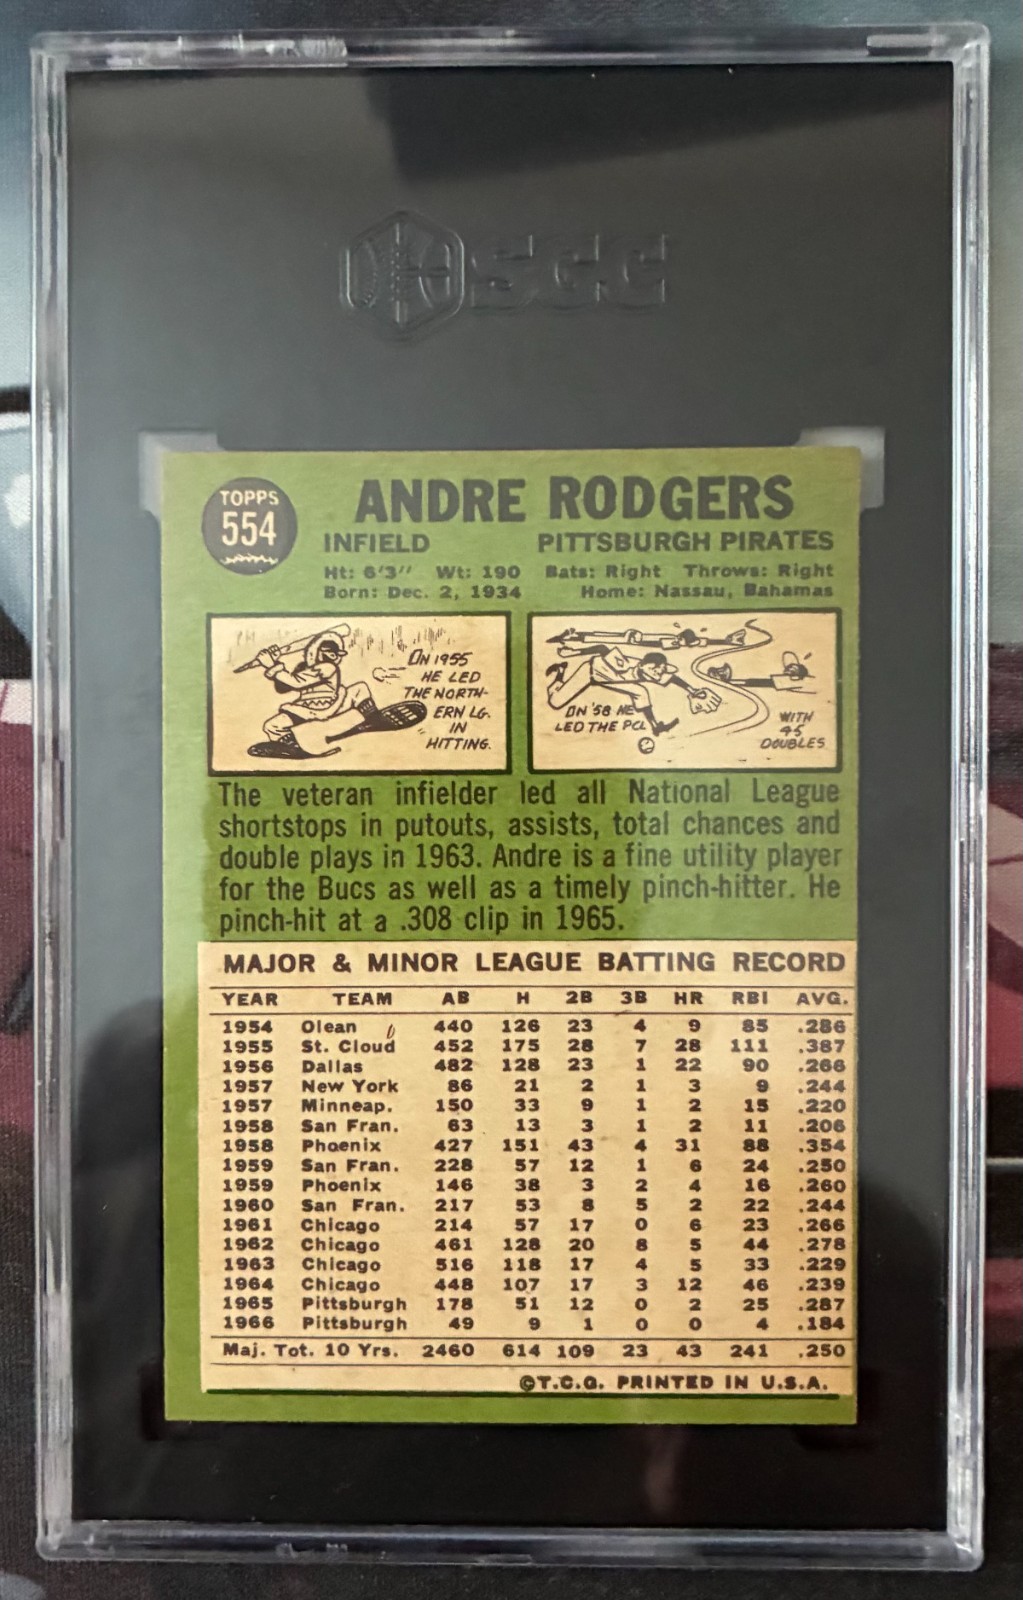 SGC
TOPPS
554
ANDRE RODGERS
INFIELD PITTSBURGH PIRATES
Ht: 6'3" Wt: 190 Bats: Right Throws: Right
Born: Dec. 2, 1934 Home: Nassau, Bahamas
ON 1955
HE LED
THE NORTH-
ERN LG.
IN
HITTING.
ON '58 HE
LED THE PCL
WITH
45
DOUBLES
The veteran infielder led all National League
shortstops in putouts, assists, total chances and
double plays in 1963. Andre is a fine utility player
for the Bucs as well as a timely pinch-hitter. He
pinch-hit at a .308 clip in 1965.
MAJOR & MINOR LEAGUE BATTING RECORD
YEAR TEAM AB H 2B 3B HR RBI AVG.
1954 Olean 440 126 23 4 9 85 .286
1955 St. Cloud 452 175 28 7 28 111 .387
1956 Dallas 482 128 23 1 22 90 .266
1957 New York 86 21 2 1 3 9 .244
1957 Minneap. 150 33 9 1 2 15 .220
1958 San Fran. 63 13 3 1 2 11 .206
1958 Phoenix 427 151 43 4 31 88 .354
1959 San Fran. 228 57 12 1 6 24 .250
1959 Phoenix 146 38 3 2 4 16 .260
1960 San Fran. 217 53 8 5 2 22 .244
1961 Chicago 214 57 17 0 6 23 .266
1962 Chicago 461 128 20 8 5 44 .278
1963 Chicago 516 118 17 4 5 33 .229
1964 Chicago 448 107 17 3 12 46 .239
1965 Pittsburgh 178 51 12 0 2 25 .287
1966 Pittsburgh 49 9 1 0 0 4 .184
Maj. Tot. 10 Yrs. 2460 614 109 23 43 241 .250
©T.C.G. PRINTED IN U.S.A.